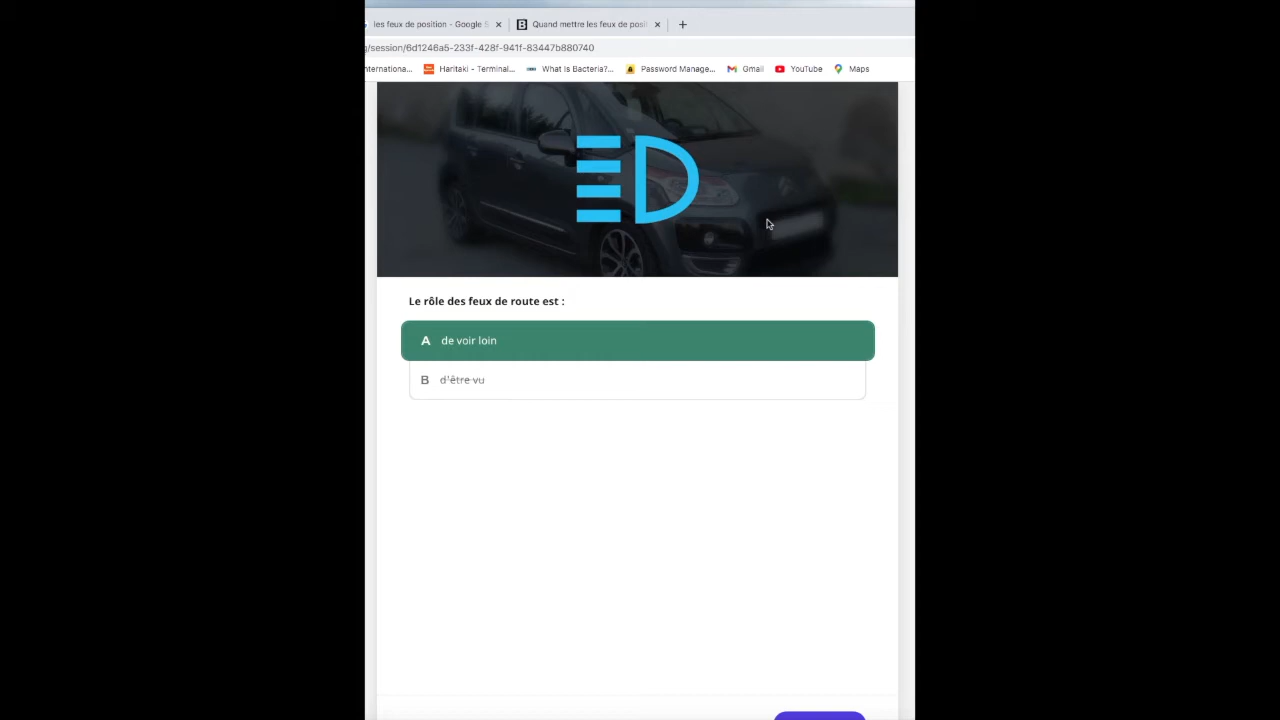 les feux de position - Google S
Quand mettre les feux de posi
/session/6d1246a5-233f-428f-941f-83447b880740
nternationa...
Haritaki - Terminal...
What Is Bacteria?...
Password Manage...
Gmail
YouTube
Maps
Le rôle des feux de route est :
A de voir loin
B d'être vu